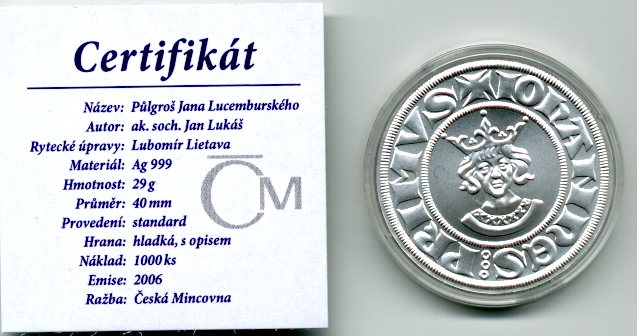 Certifikát
Název: Půlgroš Jana Lucemburského
Autor: ak. soch. Jan Lukáš
Rytecké úpravy: Lubomír Lietava
Materiál: Ag 999
Hmotnost: 29 g
Průměr: 40 mm
Provedení: standard
Hrana: hladká, s opisem
Náklad: 1000 ks
Emise: 2006
Ražba: Česká Mincovna
ČM
IOHANNES PRIMVS